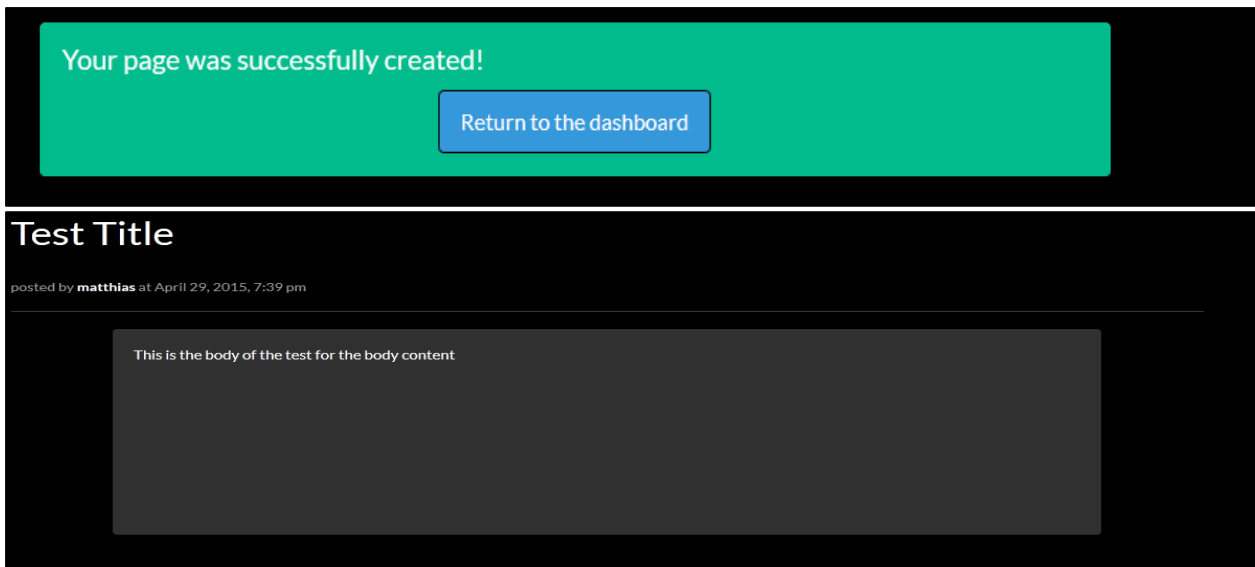 Your page was successfully created!
Return to the dashboard
Test Title
posted by matthias at April 29, 2015, 7:39 pm
This is the body of the test for the body content